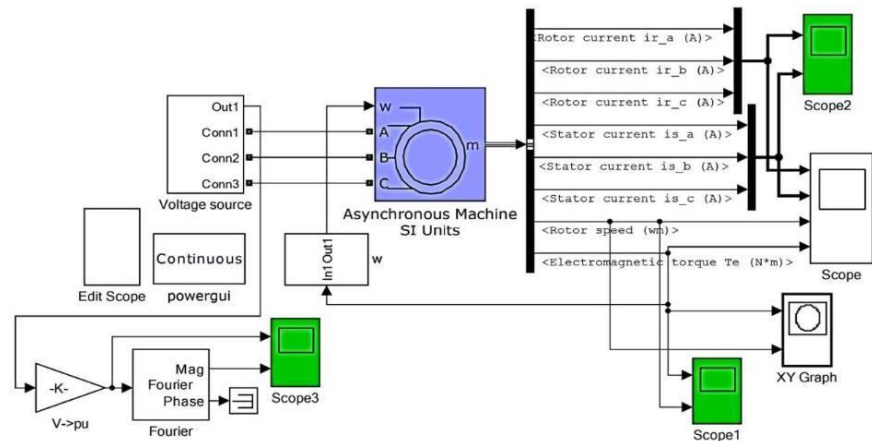 <Rotor current ir_a (A)>
<Rotor current ir_b (A)>
<Rotor current ir_c (A)>
<Stator current is_a (A)>
<Stator current is_b (A)>
<Stator current is_c (A)>
<Rotor speed (wm)>
<Electromagnetic torque Te (N*m)>
Scope2
Out1
Conn1
Conn2
Conn3
Voltage source
w
A
B
C
m
Asynchronous Machine
SI Units
Scope
In1 Out1
w
Continuous
powergui
Edit Scope
XY Graph
-K-
V->pu
Mag
Fourier
Phase
Fourier
Scope3
Scope1